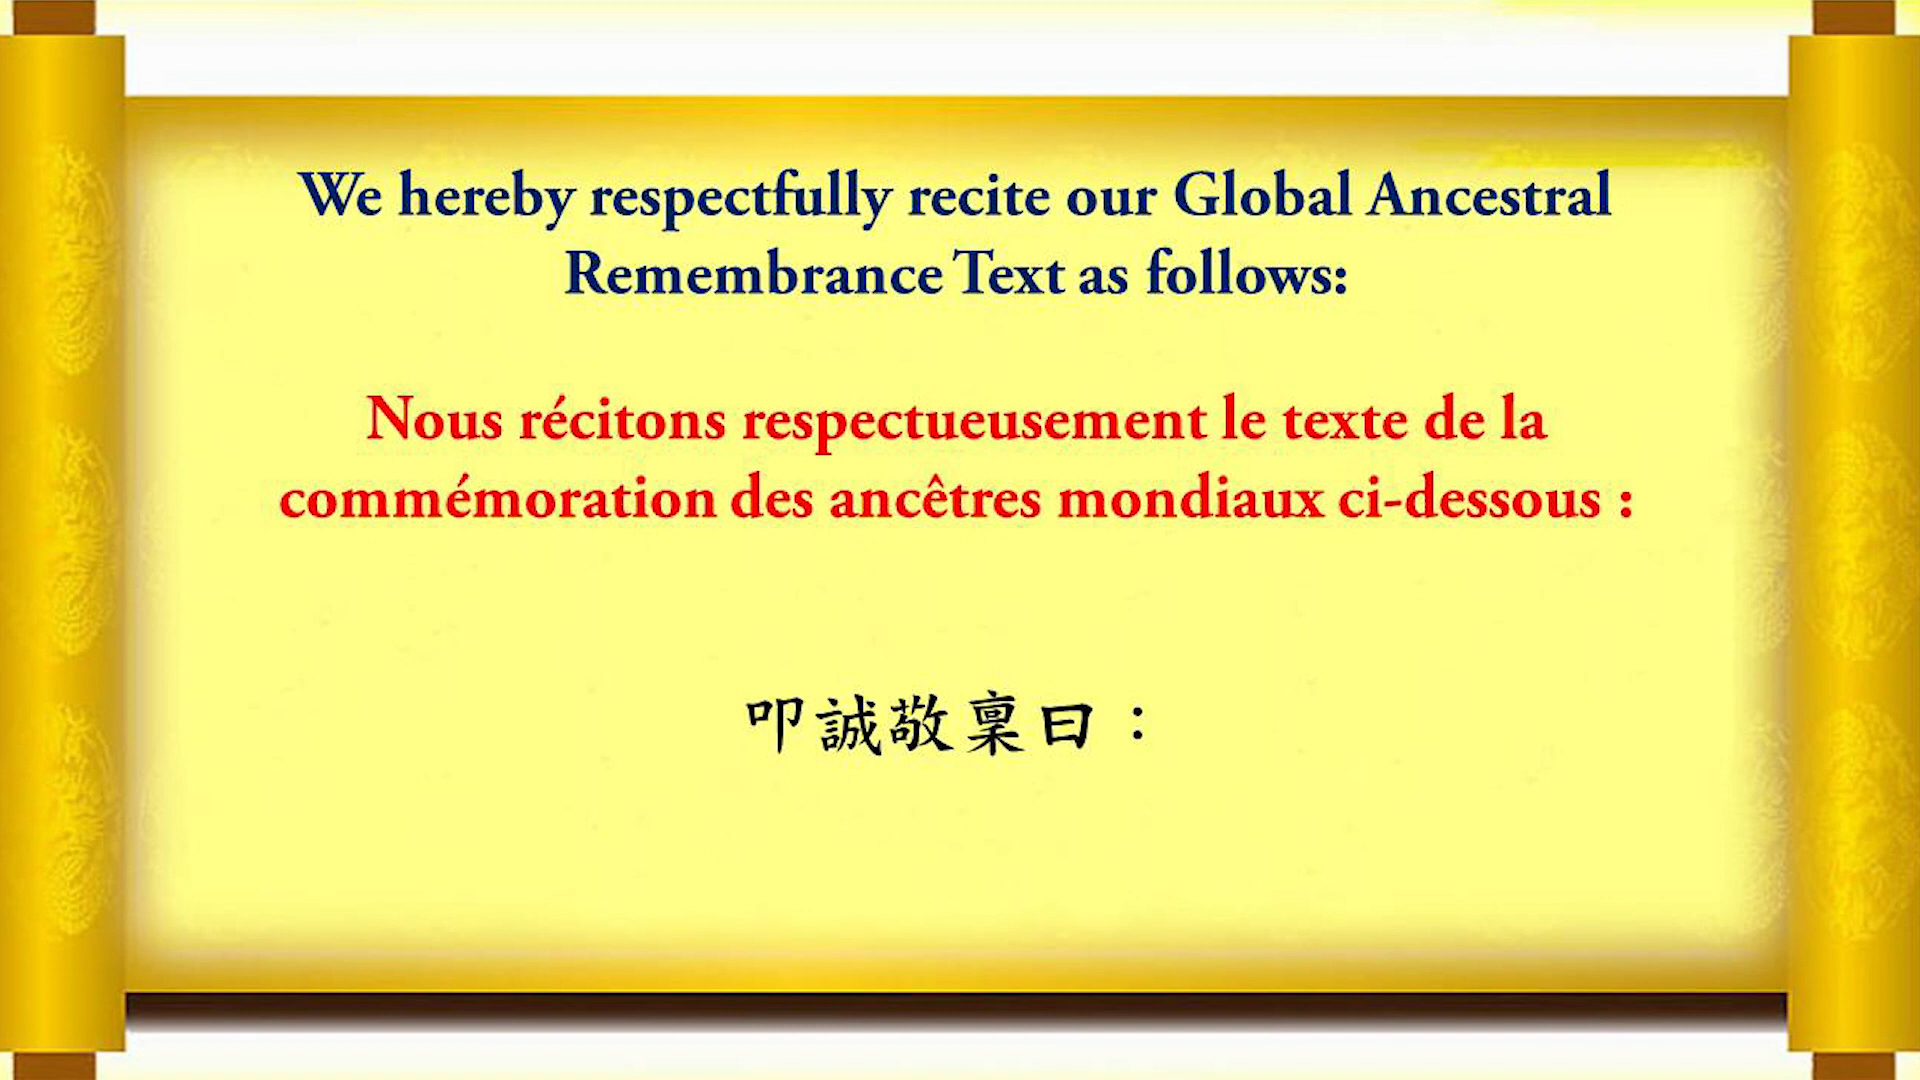 We hereby respectfully recite our Global Ancestral
Remembrance Text as follows:
Nous récitons respectueusement le texte de la
commémoration des ancêtres mondiaux ci-dessous :
叩誠敬稟曰：